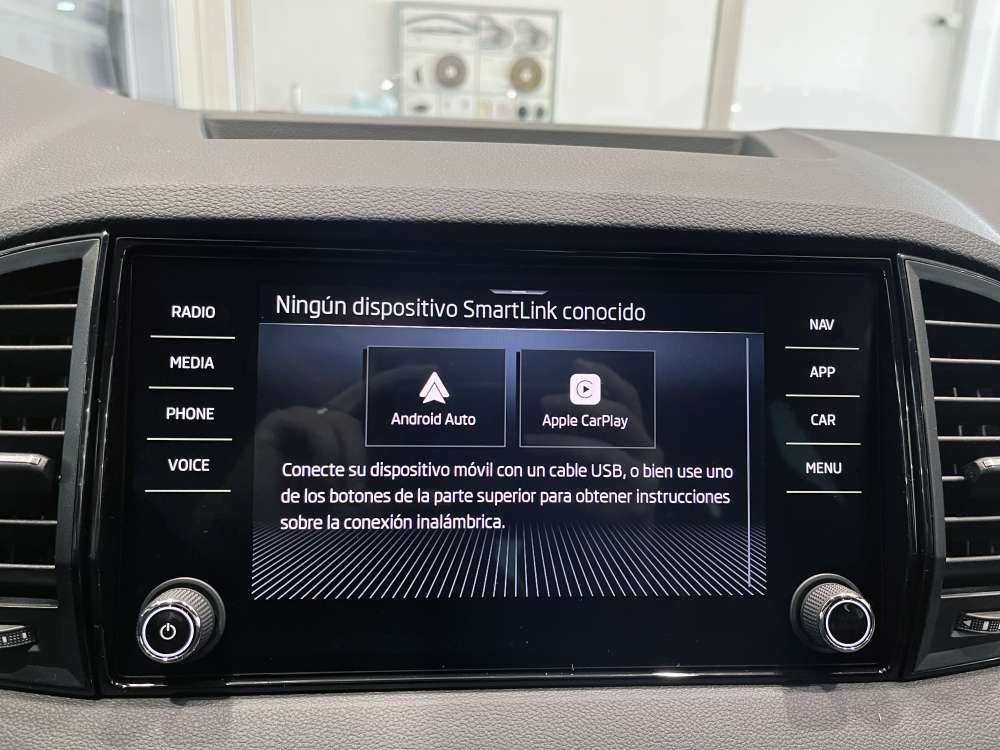 Ningún dispositivo SmartLink conocido
RADIO
MEDIA
PHONE
VOICE
Android Auto
Apple CarPlay
Conecte su dispositivo móvil con un cable USB, o bien use uno
de los botones de la parte superior para obtener instrucciones
sobre la conexión inalámbrica.
NAV
APP
CAR
MENU